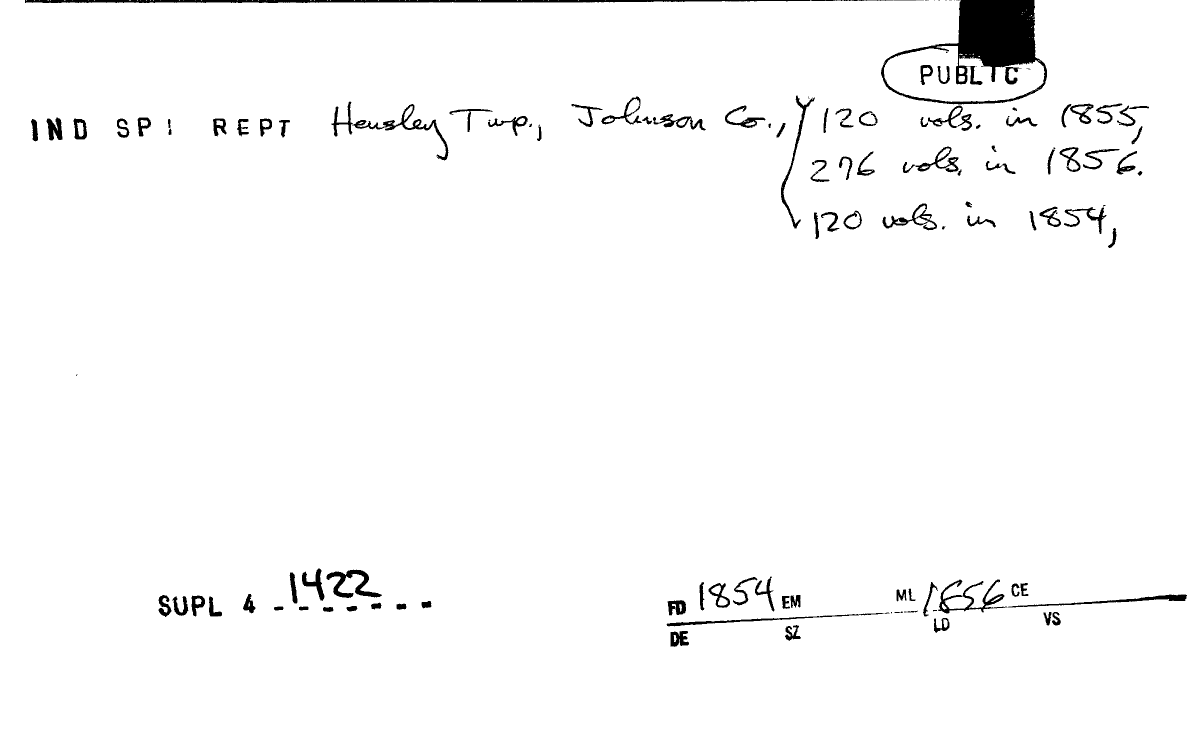 PUBLIC
IND SPI REPT Hensley Twp., Johnson Co., 120 vols. in 1855,
276 vols. in 1856.
120 vols. in 1854,
SUPL 4 1422
FD 1854 EM ML 1856 CE
DE SZ LD VS